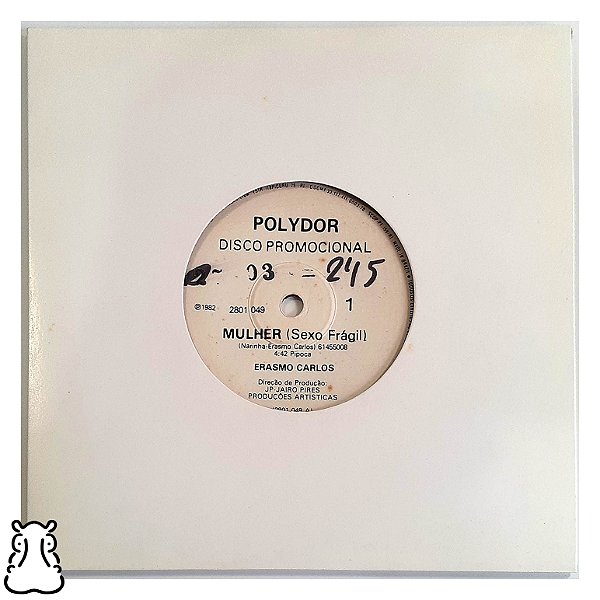 POLYDOR
DISCO PROMOCIONAL
03 = 245
℗ 1982 2801 049 1
MULHER (Sexo Frágil)
(Narinha-Erasmo Carlos) 61455008
4:42 Pipoca
ERASMO CARLOS
Direção de Produção:
JP-JAIRO PIRES
PRODUÇÕES ARTÍSTICAS